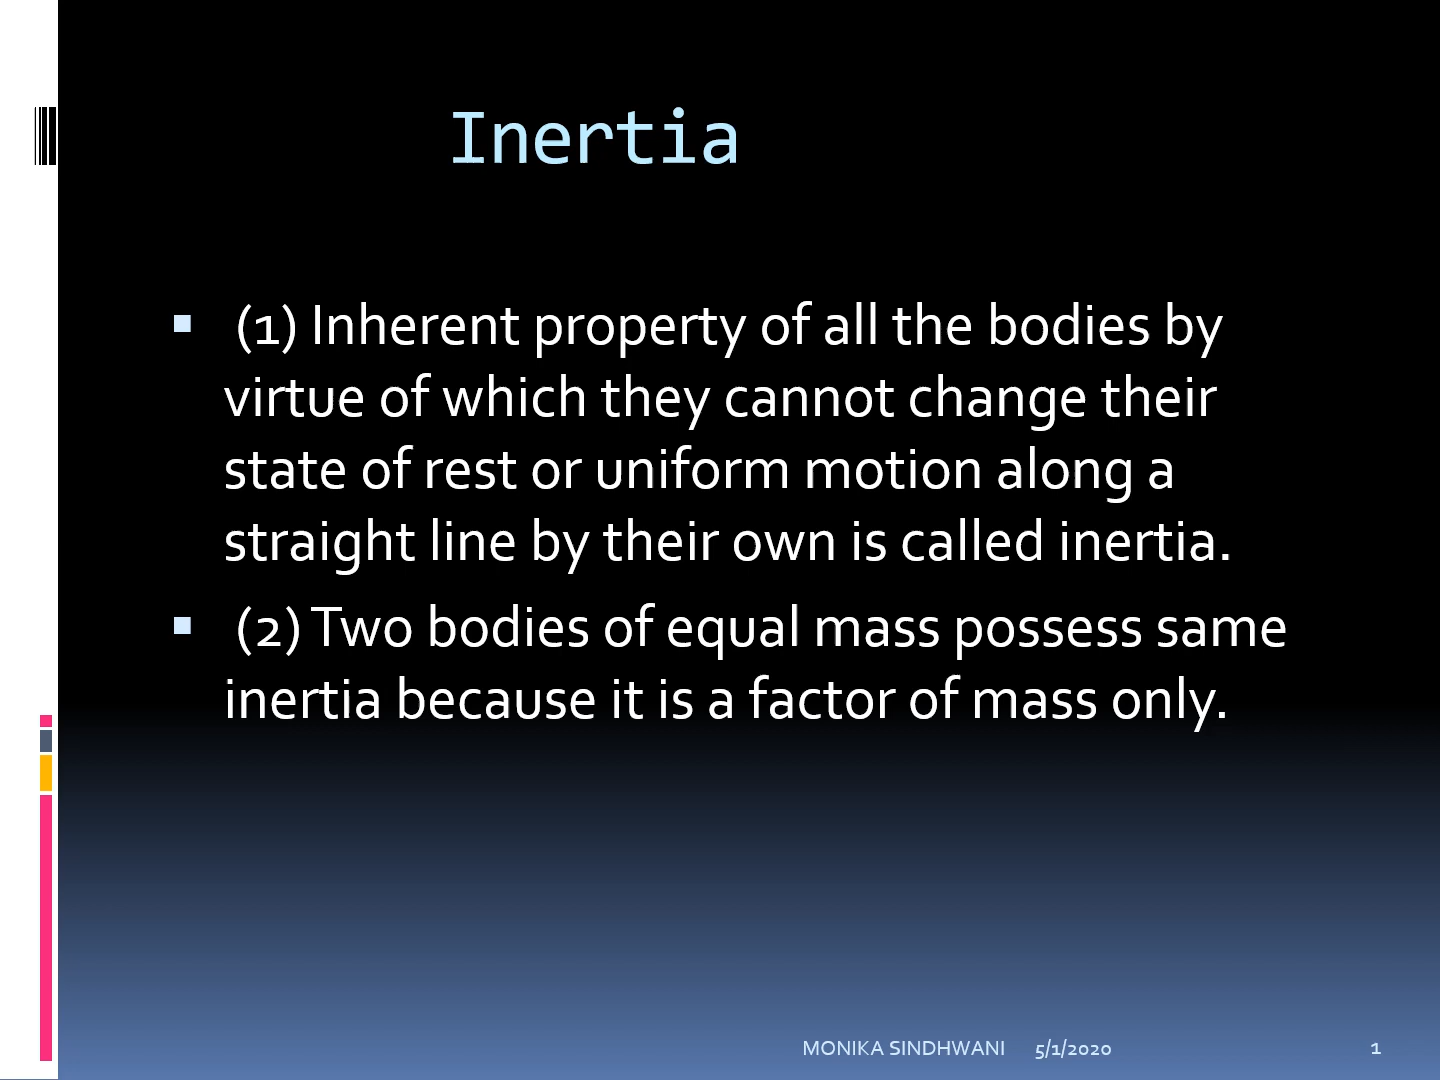 Inertia
(1) Inherent property of all the bodies by
virtue of which they cannot change their
state of rest or uniform motion along a
straight line by their own is called inertia.
(2) Two bodies of equal mass possess same
inertia because it is a factor of mass only.
MONIKA SINDHWANI 5/1/2020 1